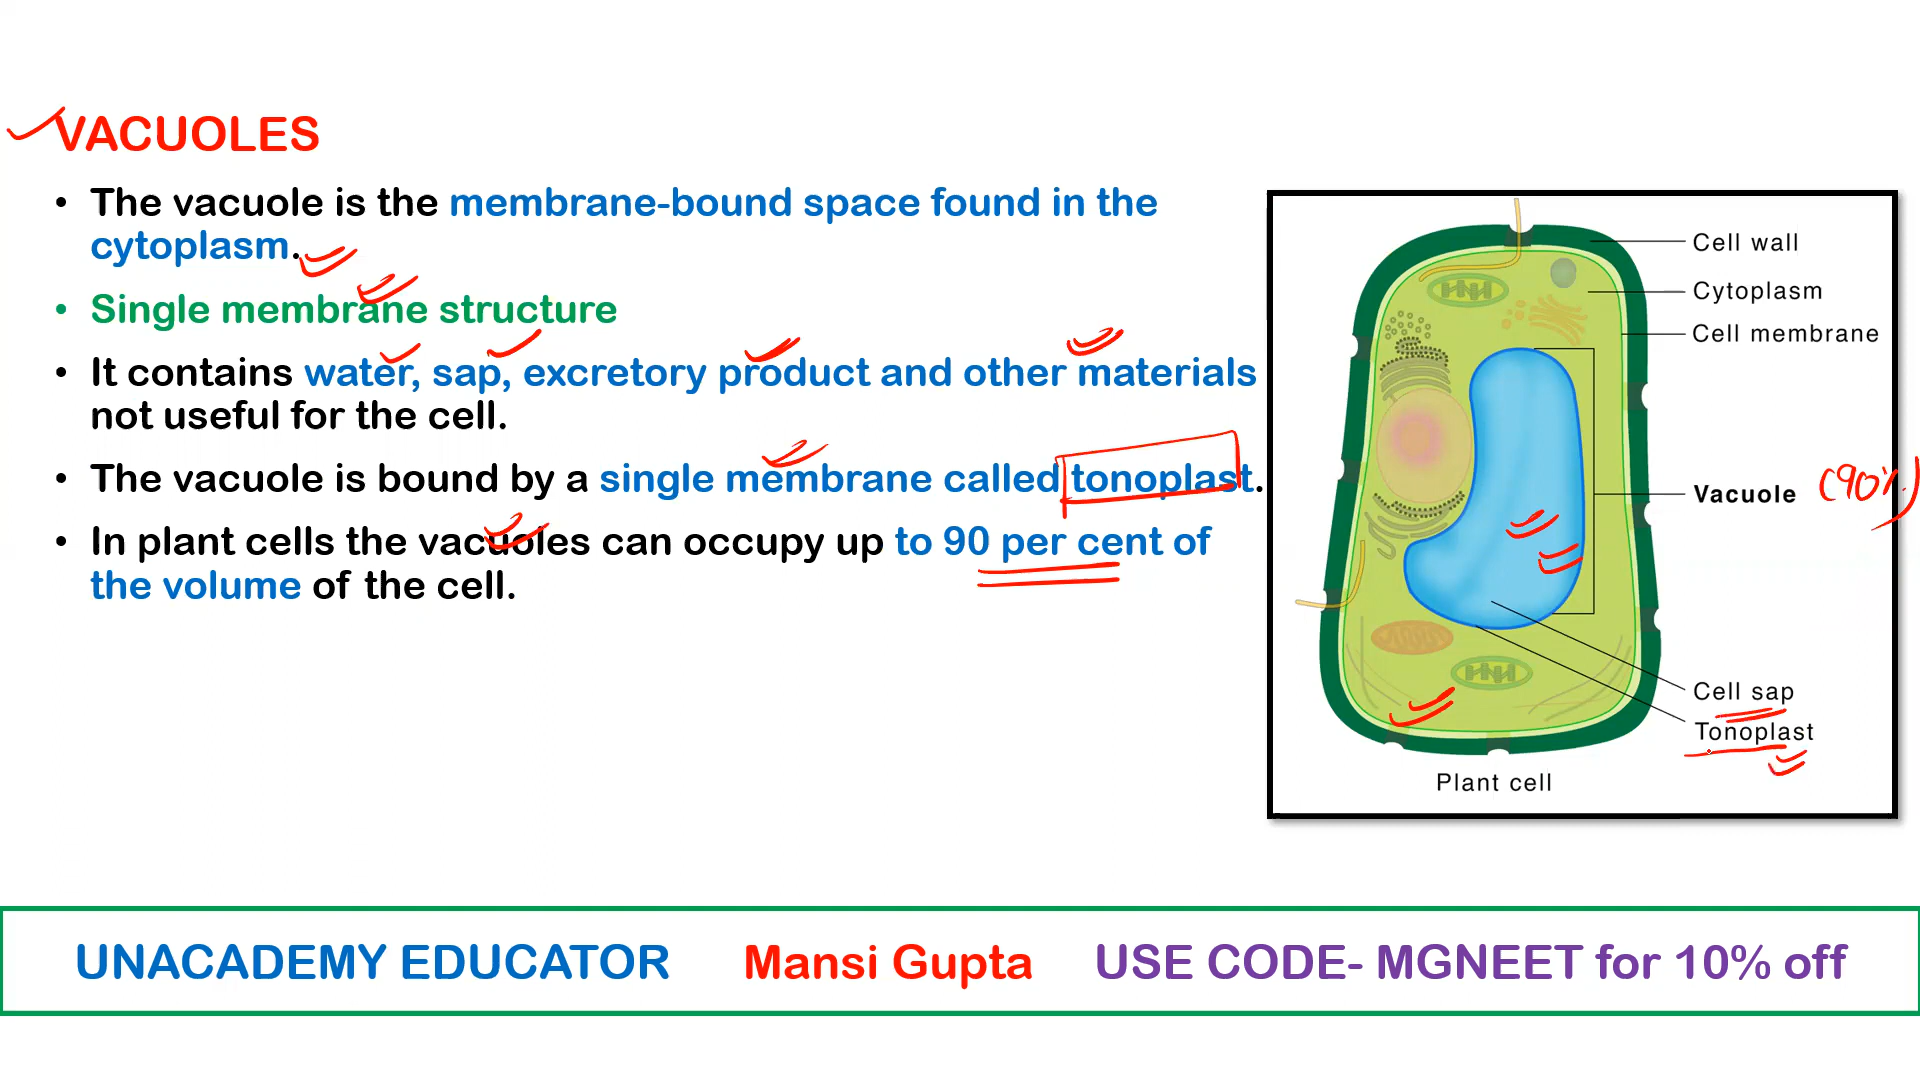 VACUOLES
• The vacuole is the membrane-bound space found in the
cytoplasm.
• Single membrane structure
• It contains water, sap, excretory product and other materials
not useful for the cell.
• The vacuole is bound by a single membrane called tonoplast.
• In plant cells the vacuoles can occupy up to 90 per cent of
the volume of the cell.
Cell wall
Cytoplasm
Cell membrane
Vacuole (90%)
Cell sap
Tonoplast
Plant cell
UNACADEMY EDUCATOR Mansi Gupta USE CODE- MGNEET for 10% off